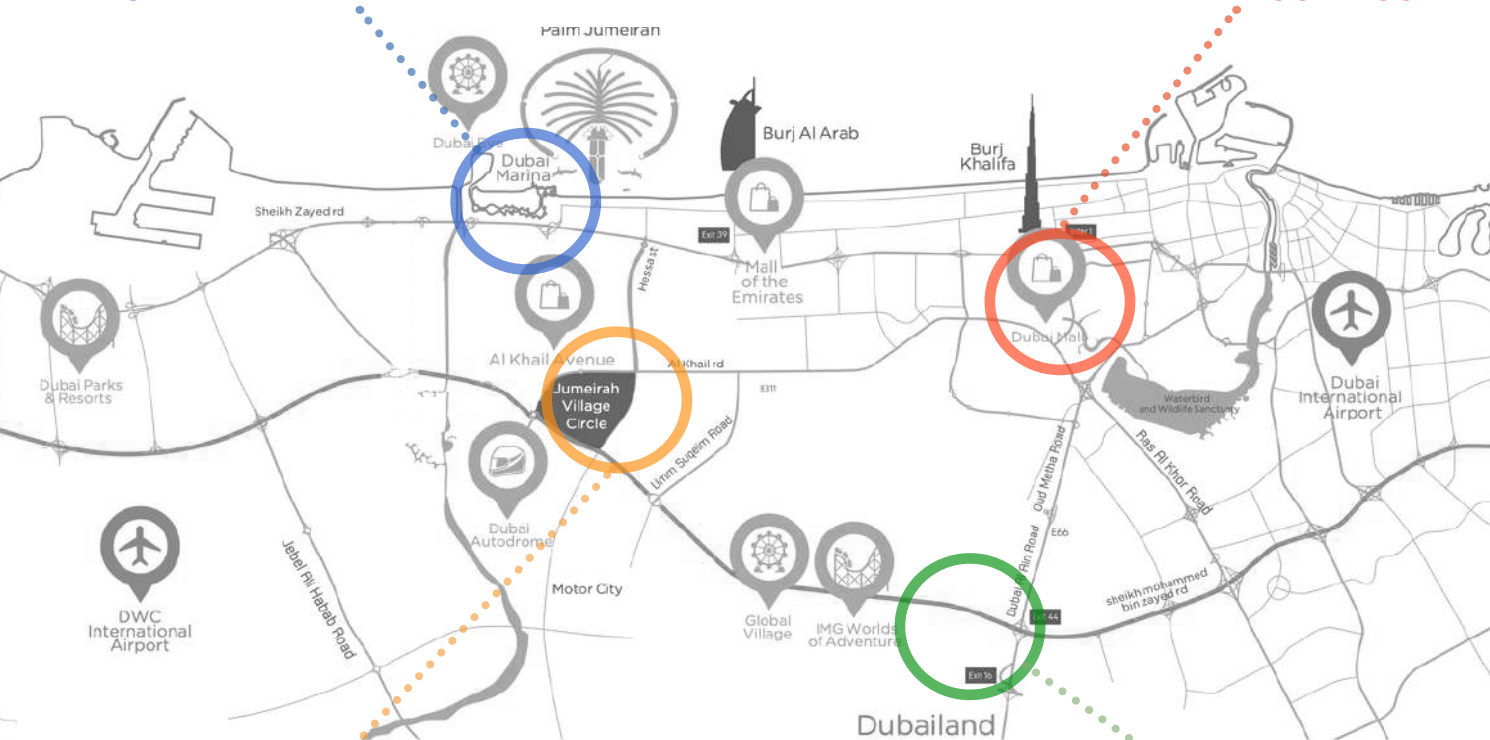 Palm Jumeirah
Dubai Eye
Dubai
Marina
Burj Al Arab
Burj
Khalifa
Sheikh Zayed rd
Exit 39
Hessa st
Mall
of the
Emirates
Dubai Mall
Al Khail Avenue
Al Khail rd
E311
Jumeirah
Village
Circle
Dubai Parks
& Resorts
Waterbird
and Wildlife Sanctuary
Dubai
International
Airport
Umm Suqeim Road
Oud Metha Road
Ras Al Khor Road
Dubai
Autodrome
Motor City
E66
Dubai Al Ain Road
sheikh mohammed
bin zayed rd
Jebel Ali Habab Road
DWC
International
Airport
Global
Village
IMG Worlds
of Adventure
Exit 44
Exit 16
Dubailand